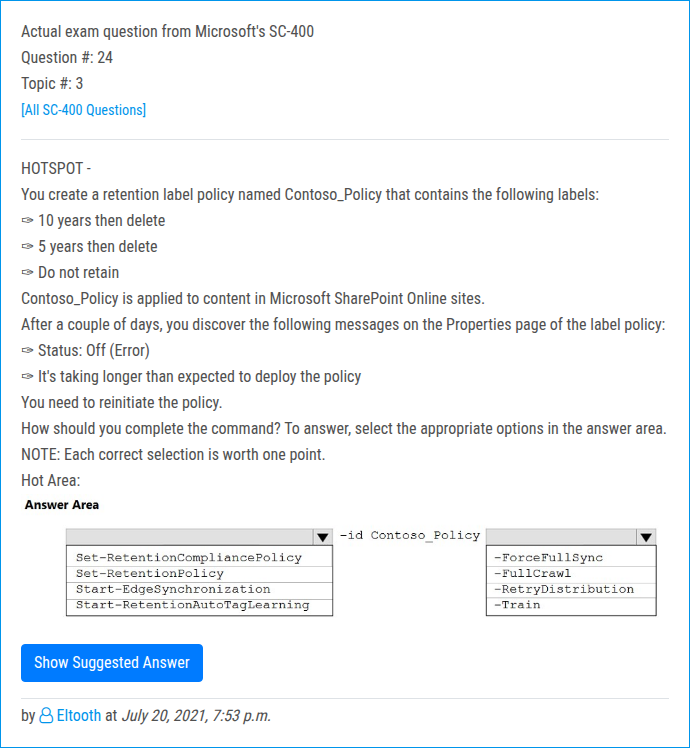 Actual exam question from Microsoft's SC-400
Question #: 24
Topic #: 3
[All SC-400 Questions]
HOTSPOT -
You create a retention label policy named Contoso_Policy that contains the following labels:
✑ 10 years then delete
✑ 5 years then delete
✑ Do not retain
Contoso_Policy is applied to content in Microsoft SharePoint Online sites.
After a couple of days, you discover the following messages on the Properties page of the label policy:
✑ Status: Off (Error)
✑ It's taking longer than expected to deploy the policy
You need to reinitiate the policy.
How should you complete the command? To answer, select the appropriate options in the answer area.
NOTE: Each correct selection is worth one point.
Hot Area:
Answer Area
-id Contoso_Policy
Set-RetentionCompliancePolicy
Set-RetentionPolicy
Start-EdgeSynchronization
Start-RetentionAutoTagLearning
-ForceFullSync
-FullCrawl
-RetryDistribution
-Train
Show Suggested Answer
by Eltooth at July 20, 2021, 7:53 p.m.